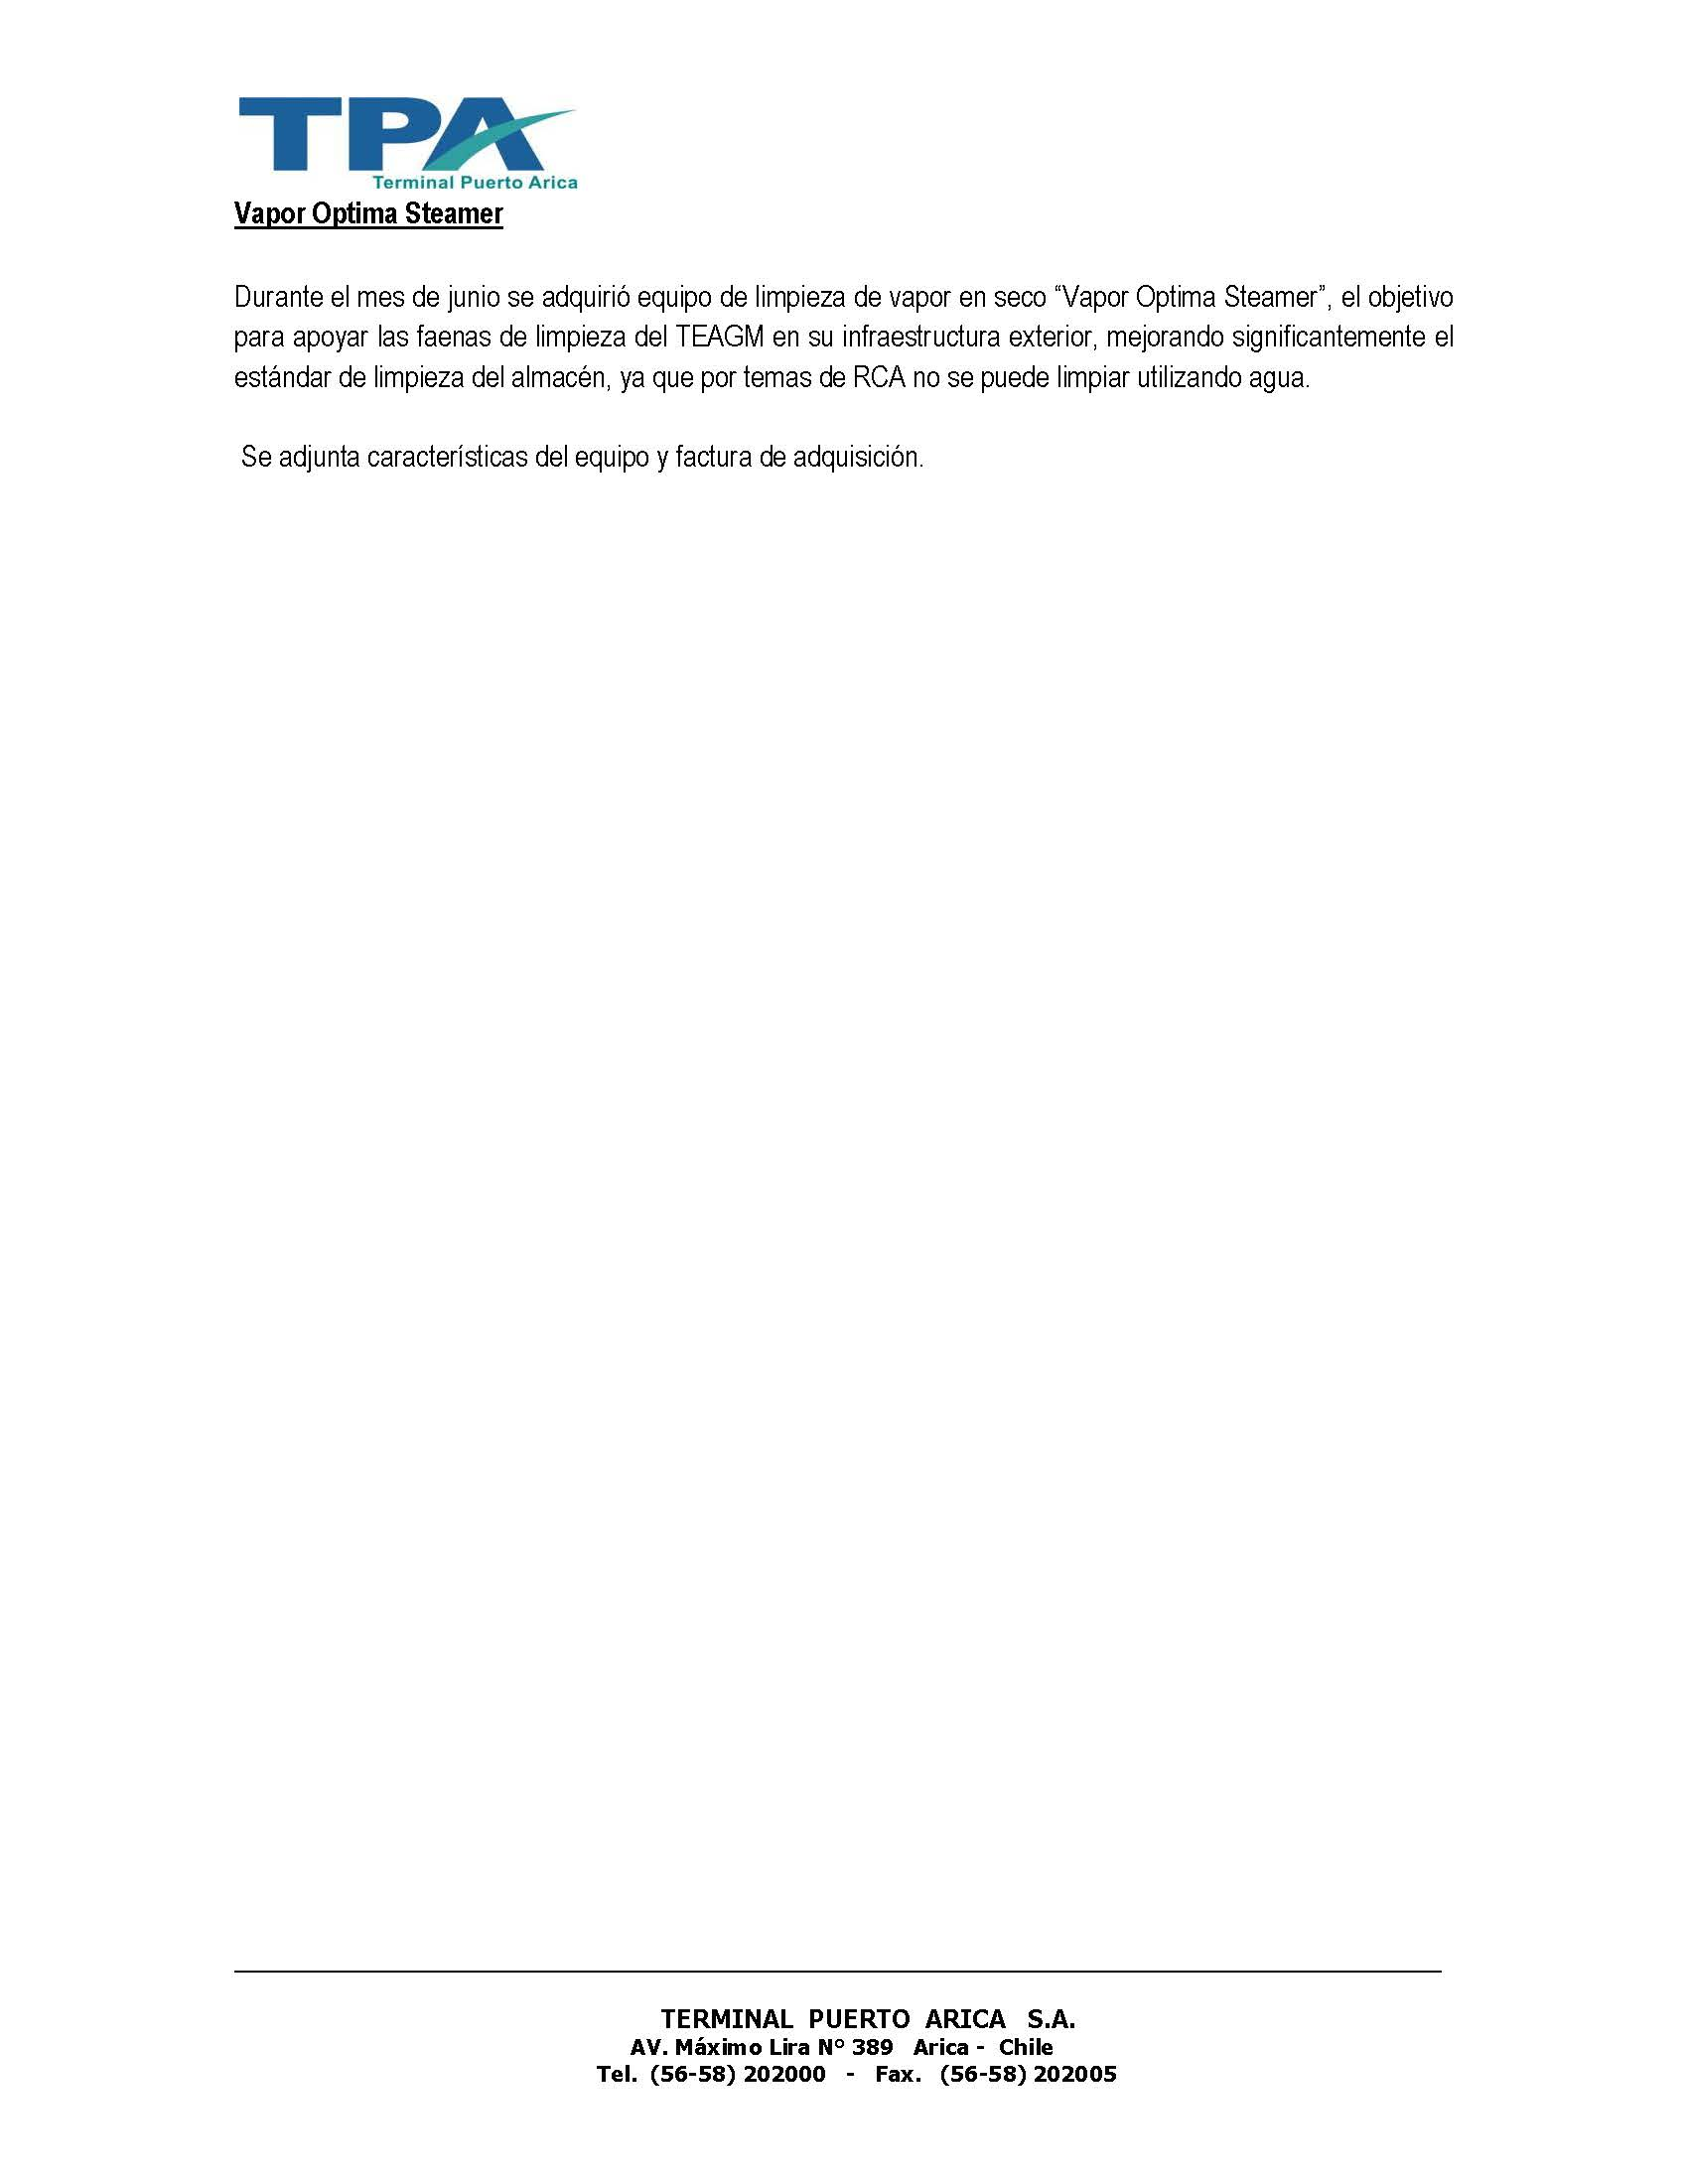 TPA
Terminal Puerto Arica
Vapor Optima Steamer
Durante el mes de junio se adquirió equipo de limpieza de vapor en seco “Vapor Optima Steamer”, el objetivo
para apoyar las faenas de limpieza del TEAGM en su infraestructura exterior, mejorando significantemente el
estándar de limpieza del almacén, ya que por temas de RCA no se puede limpiar utilizando agua.
Se adjunta características del equipo y factura de adquisición.
TERMINAL PUERTO ARICA S.A.
AV. Máximo Lira N° 389 Arica - Chile
Tel. (56-58) 202000 - Fax. (56-58) 202005